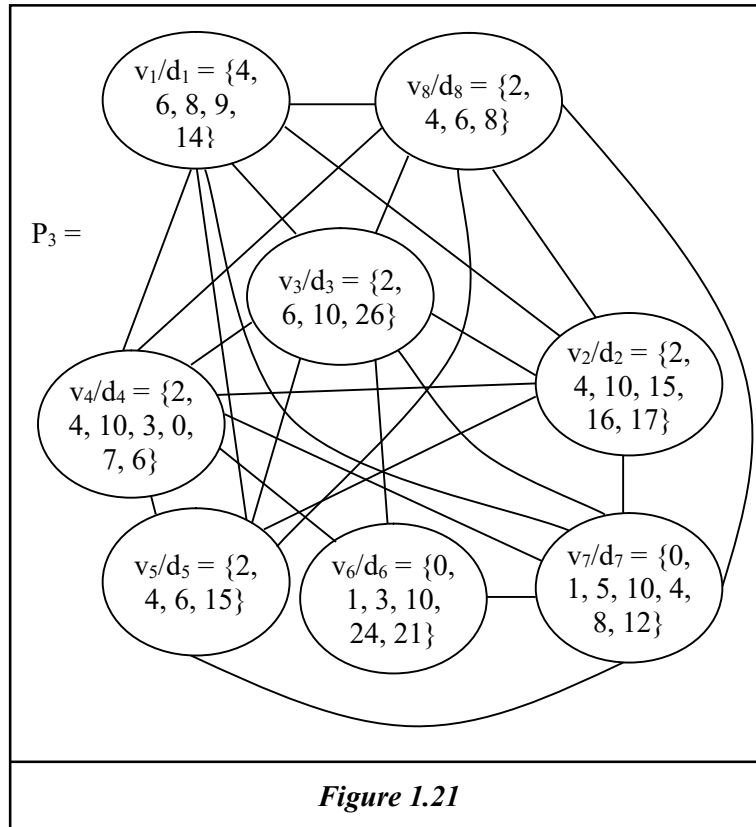 v₁/d₁ = {4,
6, 8, 9,
14}
v₈/d₈ = {2,
4, 6, 8}
P₃ =
v₃/d₃ = {2,
6, 10, 26}
v₂/d₂ = {2,
4, 10, 15,
16, 17}
v₄/d₄ = {2,
4, 10, 3, 0,
7, 6}
v₅/d₅ = {2,
4, 6, 15}
v₆/d₆ = {0,
1, 3, 10,
24, 21}
v₇/d₇ = {0,
1, 5, 10, 4,
8, 12}
Figure 1.21